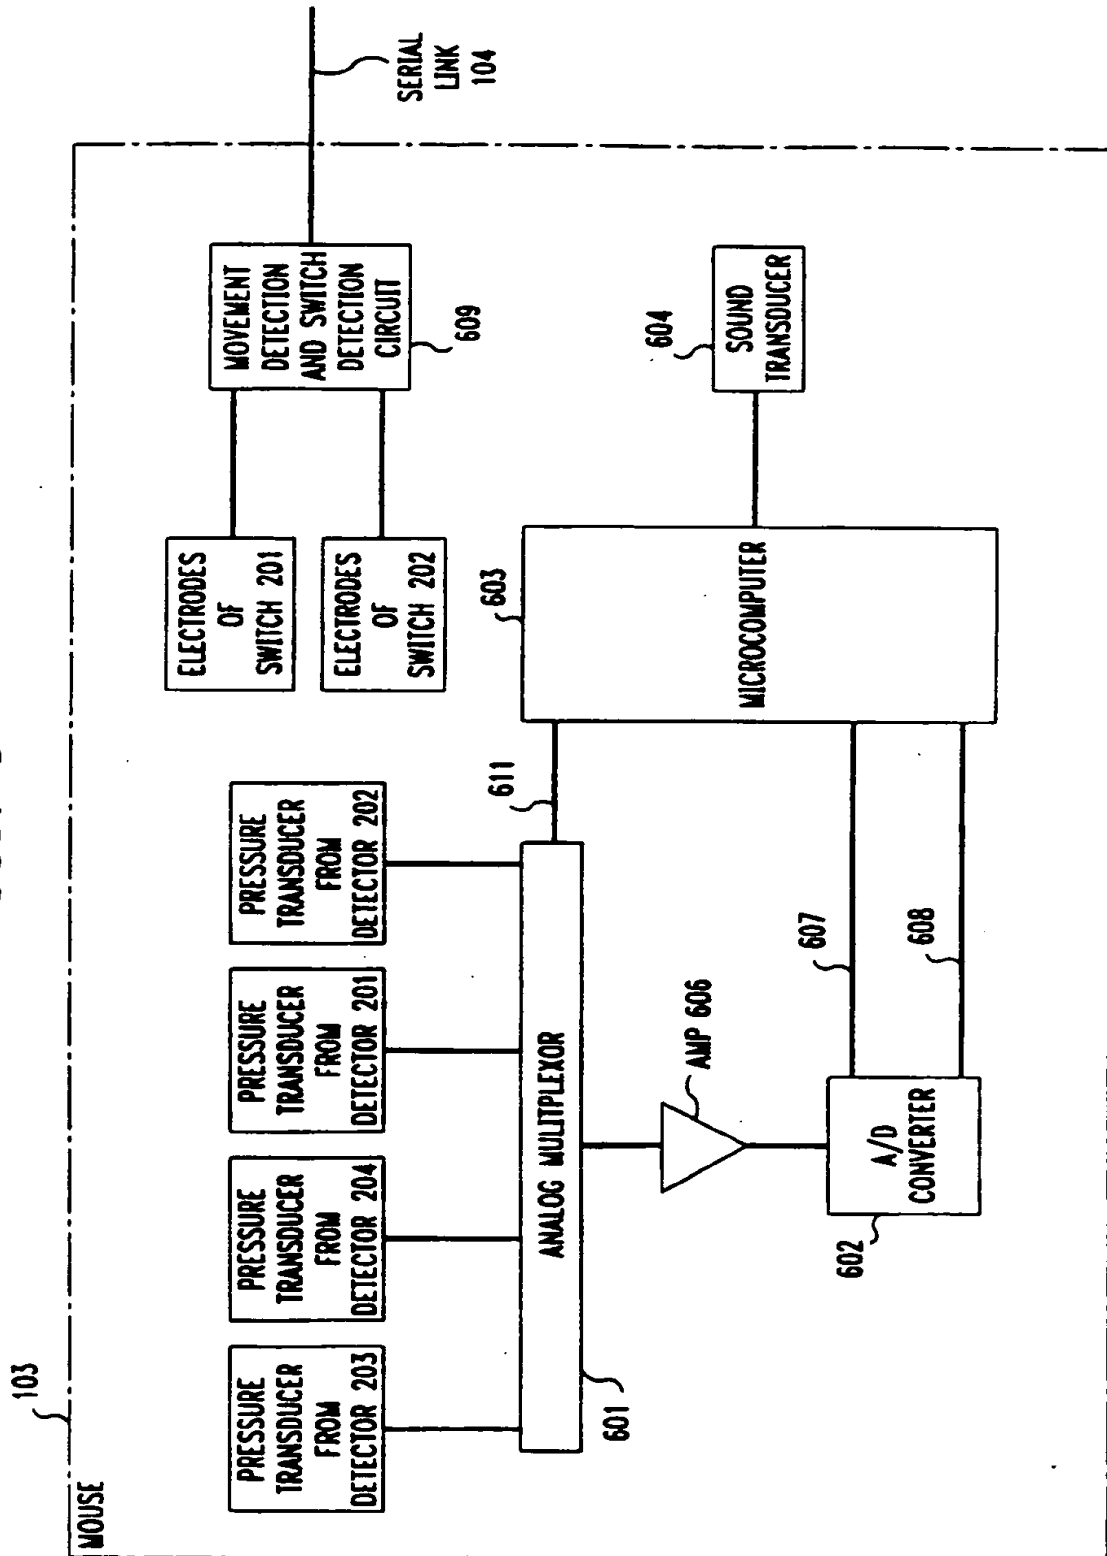 103
MOUSE
PRESSURE
TRANSDUCER
FROM
DETECTOR 203
PRESSURE
TRANSDUCER
FROM
DETECTOR 204
PRESSURE
TRANSDUCER
FROM
DETECTOR 201
PRESSURE
TRANSDUCER
FROM
DETECTOR 202
ELECTRODES
OF
SWITCH 201
ELECTRODES
OF
SWITCH 202
MOVEMENT
DETECTION
AND SWITCH
DETECTION
CIRCUIT
609
SERIAL
LINK
104
ANALOG MULITPLEXOR
601
611
603
MICROCOMPUTER
604
SOUND
TRANSDUCER
AMP 606
607
608
A/D
CONVERTER
602